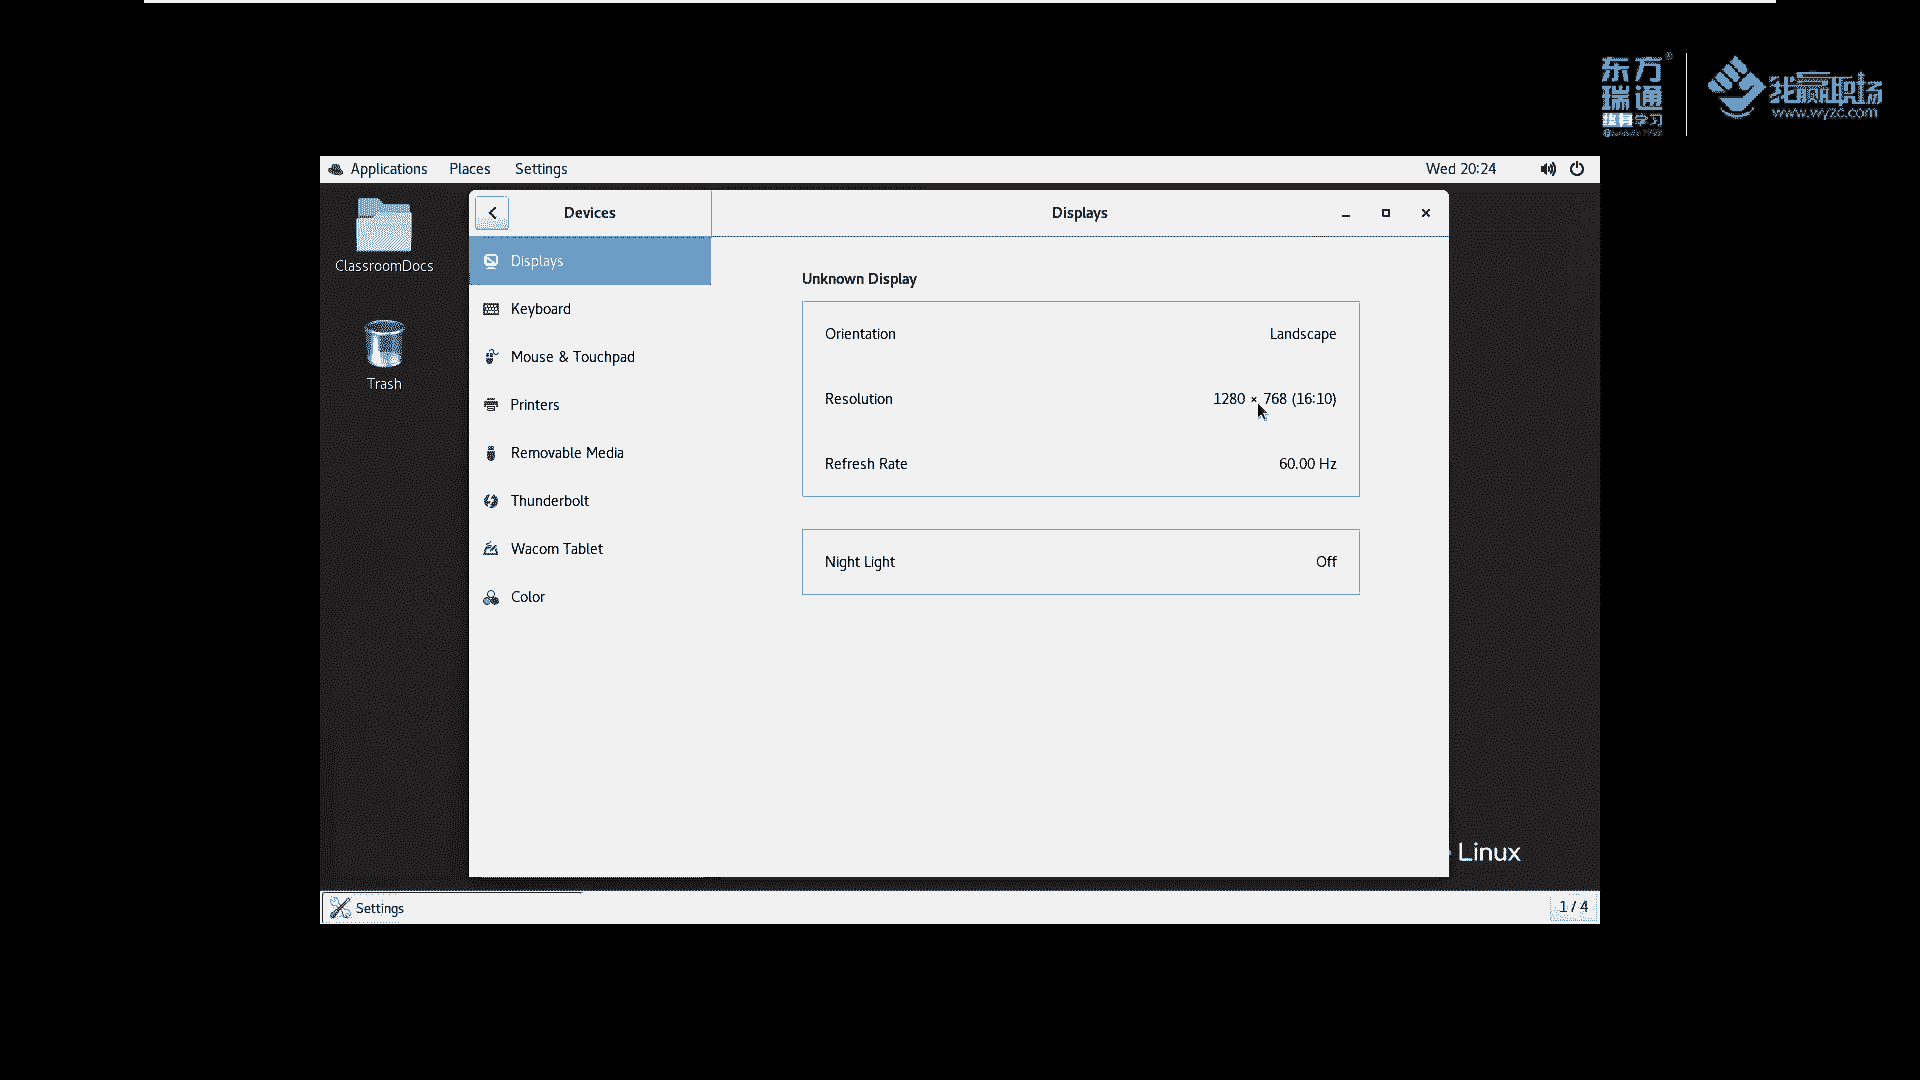 东方
瑞通
终身学习
我赢职场
www.wyzc.com
Applications Places Settings Wed 20:24
ClassroomDocs
Trash
Devices Displays
Displays
Keyboard
Mouse & Touchpad
Printers
Removable Media
Thunderbolt
Wacom Tablet
Color
Unknown Display
Orientation Landscape
Resolution 1280 × 768 (16:10)
Refresh Rate 60.00 Hz
Night Light Off
Linux
Settings 1 / 4